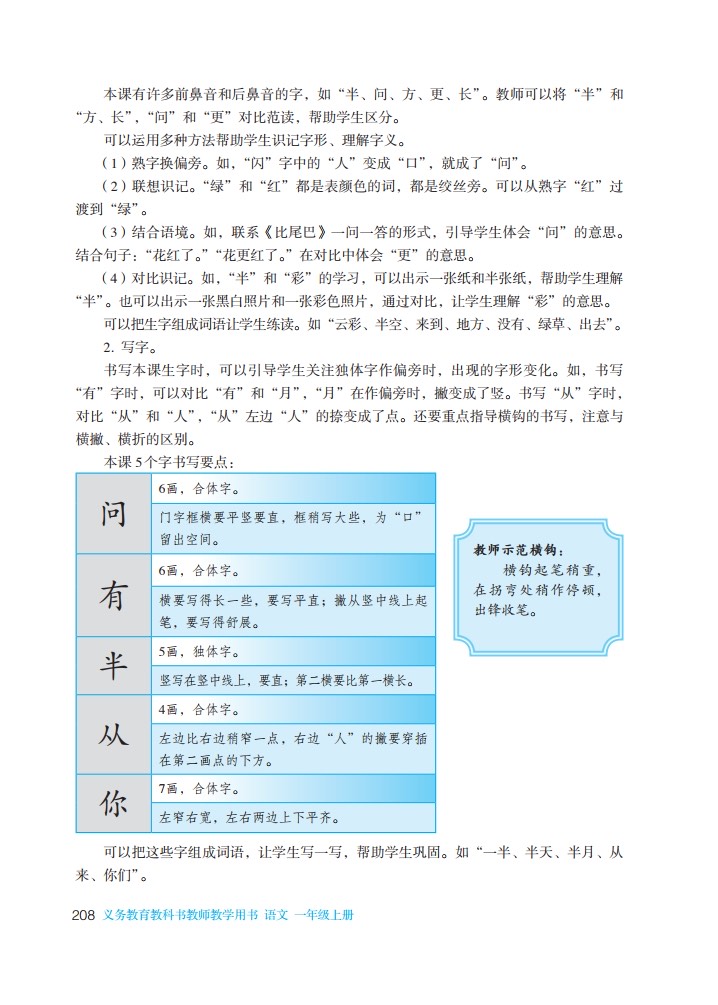 本课有许多前鼻音和后鼻音的字，如“半、问、方、更、长”。教师可以将“半”和
“方、长”，“问”和“更”对比范读，帮助学生区分。
可以运用多种方法帮助学生识记字形、理解字义。
（1）熟字换偏旁。如，“闪”字中的“人”变成“口”，就成了“问”。
（2）联想识记。“绿”和“红”都是表颜色的词，都是绞丝旁。可以从熟字“红”过
渡到“绿”。
（3）结合语境。如，联系《比尾巴》一问一答的形式，引导学生体会“问”的意思。
结合句子：“花红了。”“花更红了。”在对比中体会“更”的意思。
（4）对比识记。如，“半”和“彩”的学习，可以出示一张纸和半张纸，帮助学生理解
“半”。也可以出示一张黑白照片和一张彩色照片，通过对比，让学生理解“彩”的意思。
可以把生字组成词语让学生练读。如“云彩、半空、来到、地方、没有、绿草、出去”。
2. 写字。
书写本课生字时，可以引导学生关注独体字作偏旁时，出现的字形变化。如，书写
“有”字时，可以对比“有”和“月”，“月”在作偏旁时，撇变成了竖。书写“从”字时，
对比“从”和“人”，“从”左边“人”的捺变成了点。还要重点指导横钩的书写，注意与
横撇、横折的区别。
本课5个字书写要点：
问
6画，合体字。
门字框横要平竖要直，框稍写大些，为“口”
留出空间。
有
6画，合体字。
横要写得长一些，要写平直；撇从竖中线上起
笔，要写得舒展。
半
5画，独体字。
竖写在竖中线上，要直；第二横要比第一横长。
从
4画，合体字。
左边比右边稍窄一点，右边“人”的撇要穿插
在第二画点的下方。
你
7画，合体字。
左窄右宽，左右两边上下平齐。
教师示范横钩：
横钩起笔稍重，
在拐弯处稍作停顿，
出锋收笔。
可以把这些字组成词语，让学生写一写，帮助学生巩固。如“一半、半天、半月、从
来、你们”。
208 义务教育教科书教师教学用书 语文 一年级上册